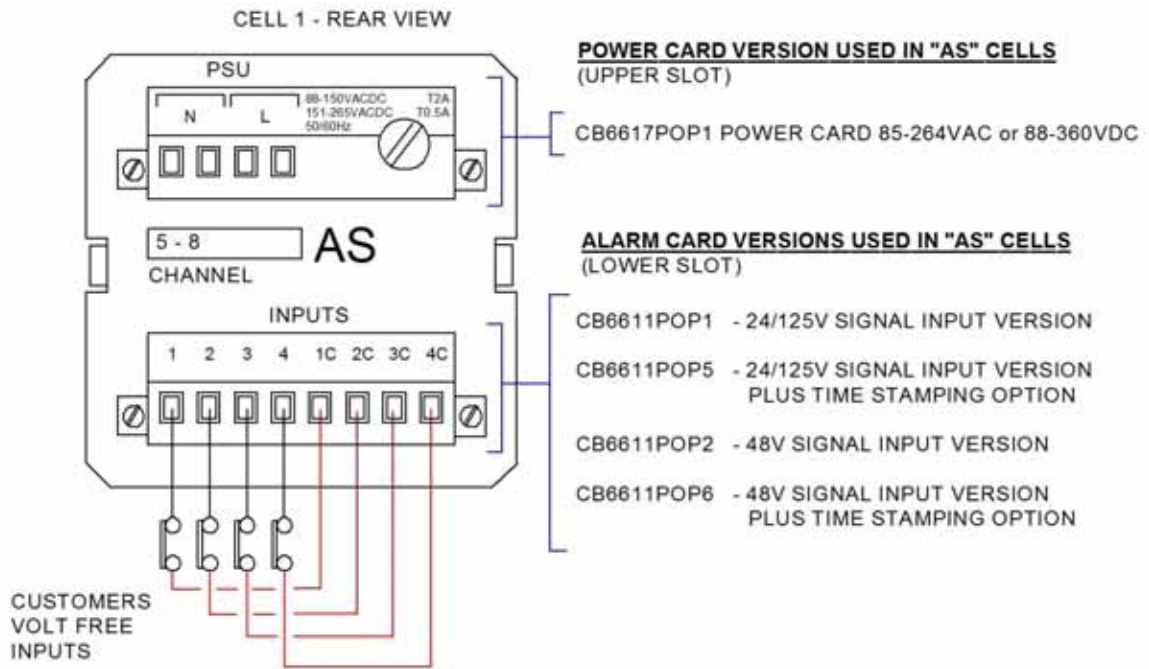 CELL 1 - REAR VIEW
PSU
N
L
88-150VACDC T2A
151-265VACDC T0.5A
50/60Hz
5 - 8
AS
CHANNEL
INPUTS
1 2 3 4 1C 2C 3C 4C
CUSTOMERS
VOLT FREE
INPUTS
POWER CARD VERSION USED IN "AS" CELLS
(UPPER SLOT)
CB6617POP1 POWER CARD 85-264VAC or 88-360VDC
ALARM CARD VERSIONS USED IN "AS" CELLS
(LOWER SLOT)
CB6611POP1 - 24/125V SIGNAL INPUT VERSION
CB6611POP5 - 24/125V SIGNAL INPUT VERSION
PLUS TIME STAMPING OPTION
CB6611POP2 - 48V SIGNAL INPUT VERSION
CB6611POP6 - 48V SIGNAL INPUT VERSION
PLUS TIME STAMPING OPTION